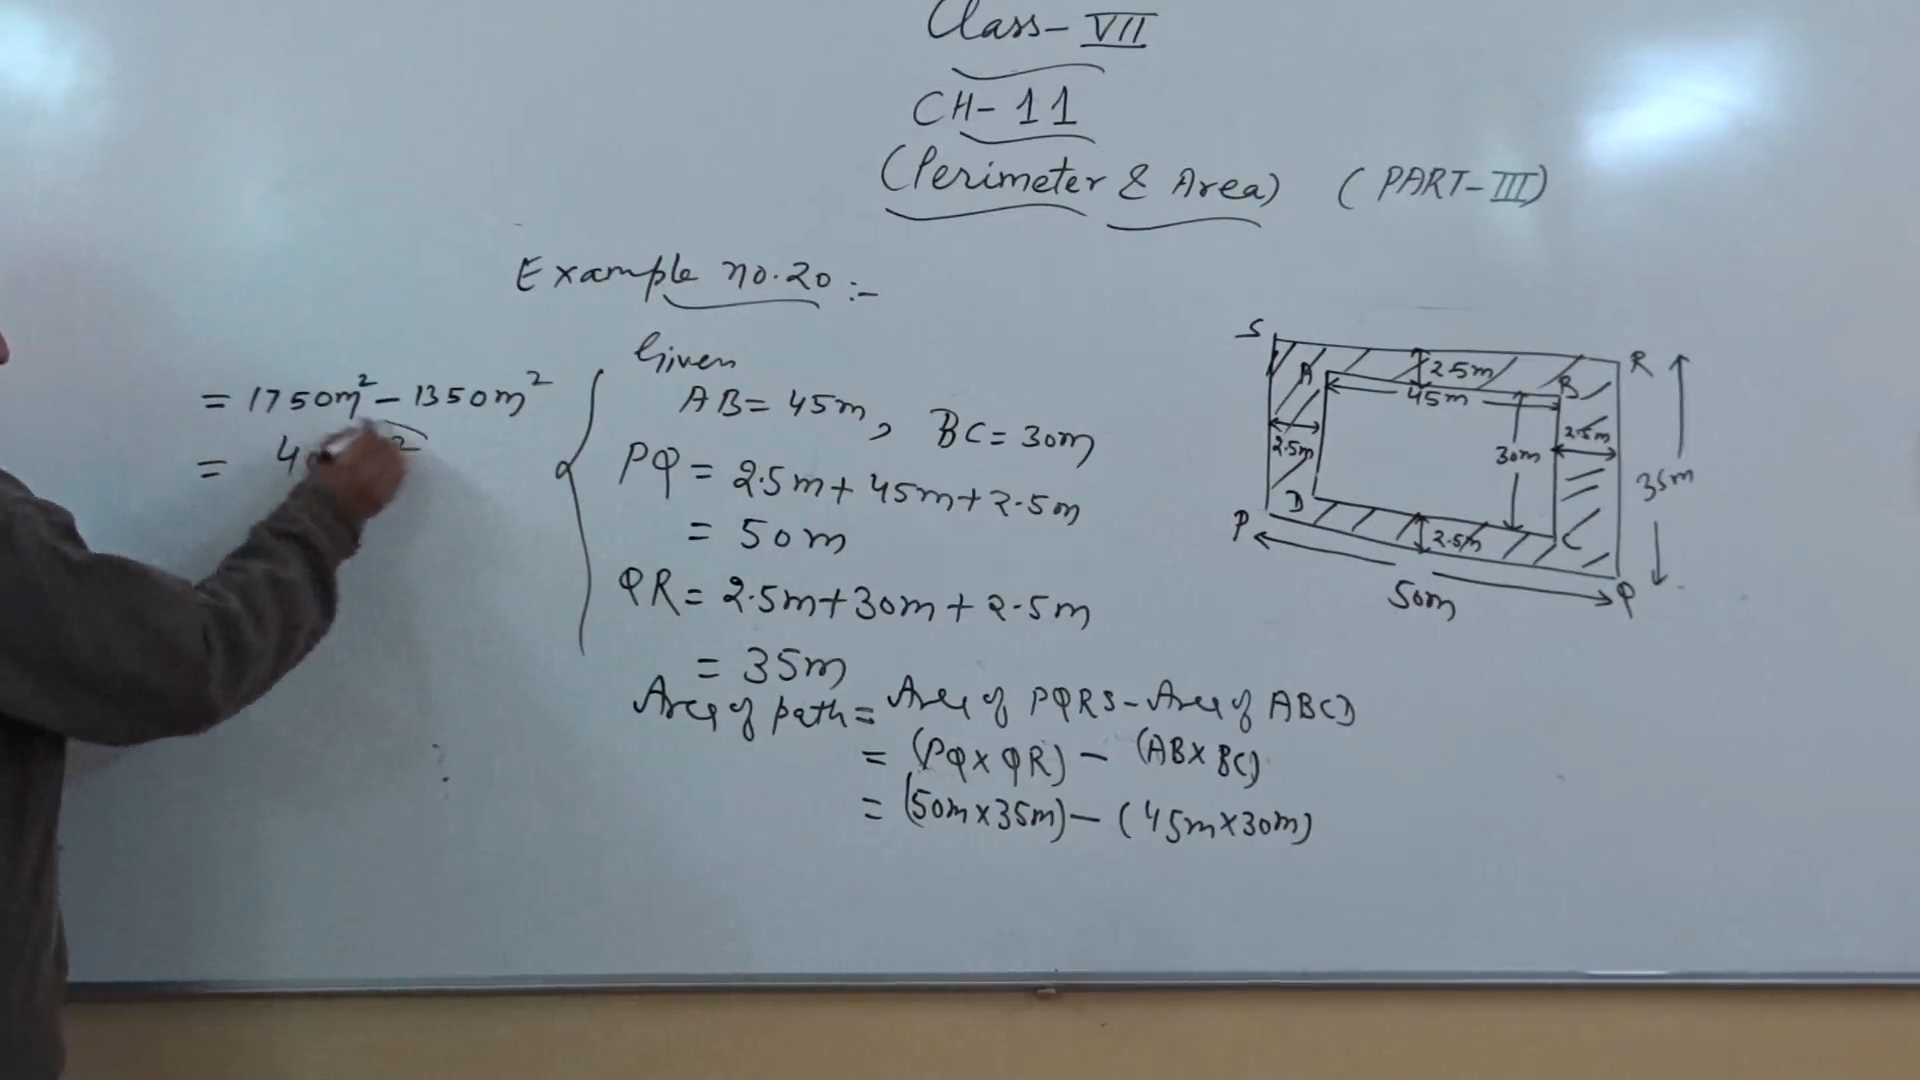 Class-VII
CH-11
(Perimeter & Area) (PART-III)
Example no.20:-
Given
AB= 45m, BC= 30m
PQ = 2.5m+45m+2.5m
= 50m
QR= 2.5m+30m+2.5m
= 35m
Area of path= Area of PQRS-Area of ABCD
= (PQ×QR) - (AB×BC)
= (50m×35m)-(45m×30m)
= 1750m²-1350m²
=
S
R
A
B
2.5m
45m
2.5m
30m
2.5m
35m
P
D
C
2.5m
50m
Q